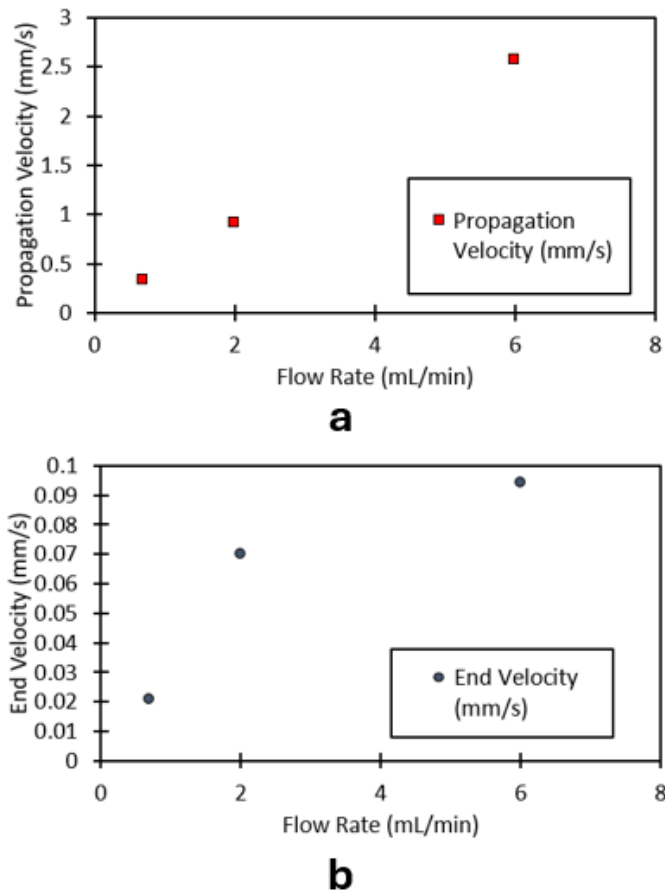 3
2.5
2
1.5
1
0.5
0
Propagation Velocity (mm/s)
Propagation
Velocity (mm/s)
0 2 4 6 8
Flow Rate (mL/min)
a
0.1
0.09
0.08
0.07
0.06
0.05
0.04
0.03
0.02
0.01
0
End Velocity (mm/s)
End Velocity
(mm/s)
0 2 4 6 8
Flow Rate (mL/min)
b